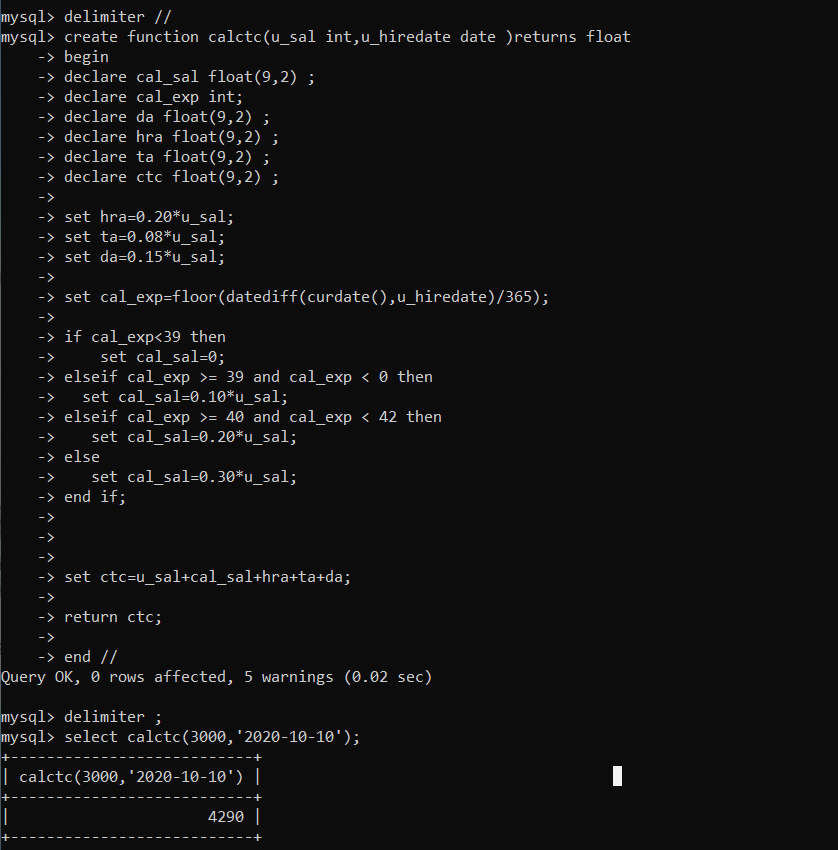 mysql> delimiter //
mysql> create function calctc(u_sal int,u_hiredate date )returns float
    -> begin
    -> declare cal_sal float(9,2) ;
    -> declare cal_exp int;
    -> declare da float(9,2) ;
    -> declare hra float(9,2) ;
    -> declare ta float(9,2) ;
    -> declare ctc float(9,2) ;
    ->
    -> set hra=0.20*u_sal;
    -> set ta=0.08*u_sal;
    -> set da=0.15*u_sal;
    ->
    -> set cal_exp=floor(datediff(curdate(),u_hiredate)/365);
    ->
    -> if cal_exp<39 then
    ->     set cal_sal=0;
    -> elseif cal_exp >= 39 and cal_exp < 0 then
    ->   set cal_sal=0.10*u_sal;
    -> elseif cal_exp >= 40 and cal_exp < 42 then
    ->    set cal_sal=0.20*u_sal;
    -> else
    ->    set cal_sal=0.30*u_sal;
    -> end if;
    ->
    ->
    ->
    -> set ctc=u_sal+cal_sal+hra+ta+da;
    ->
    -> return ctc;
    ->
    -> end //
Query OK, 0 rows affected, 5 warnings (0.02 sec)

mysql> delimiter ;
mysql> select calctc(3000,'2020-10-10');
+---------------------------+
| calctc(3000,'2020-10-10') |
+---------------------------+
|                      4290 |
+---------------------------+